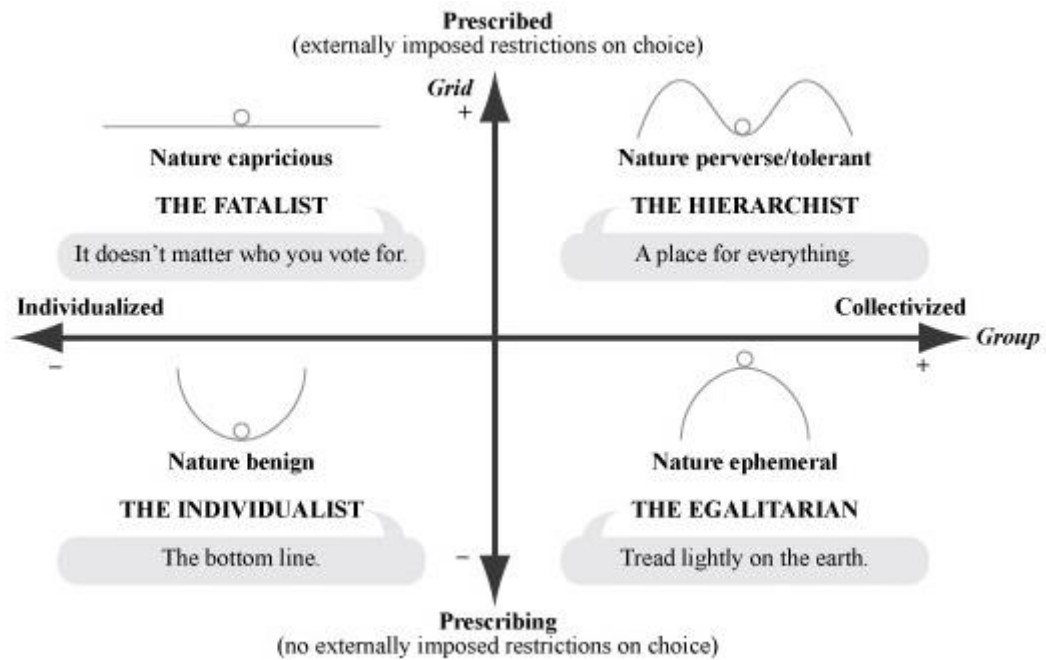 Prescribed
(externally imposed restrictions on choice)
Grid
+
Nature capricious
Nature perverse/tolerant
THE FATALIST
THE HIERARCHIST
It doesn’t matter who you vote for.
A place for everything.
Individualized
Collectivized
Group
–
+
Nature benign
Nature ephemeral
THE INDIVIDUALIST
THE EGALITARIAN
The bottom line.
–
Tread lightly on the earth.
Prescribing
(no externally imposed restrictions on choice)